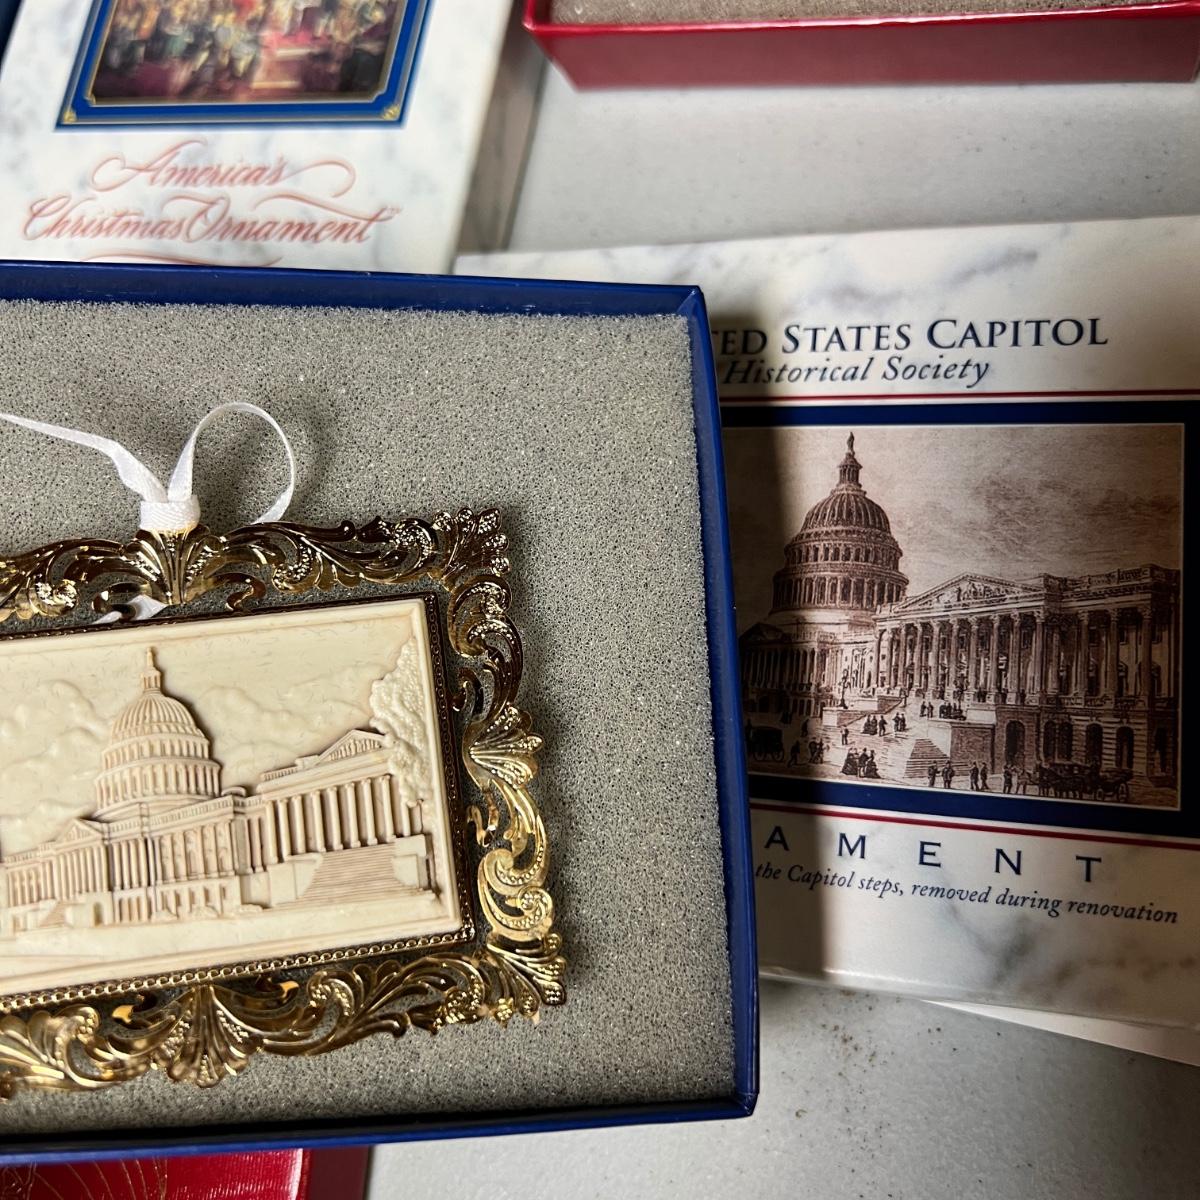 America's
Christmas Ornament"
TED STATES CAPITOL
Historical Society
AMENT
the Capitol steps, removed during renovation